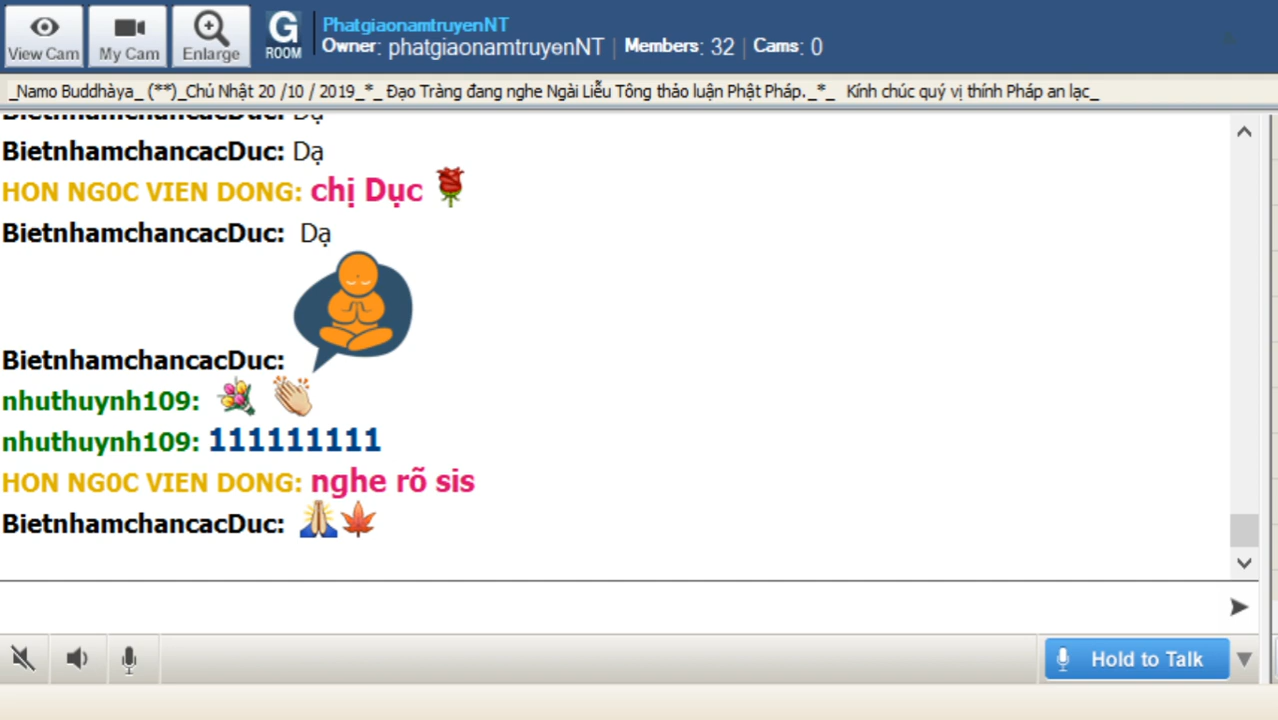 View Cam
My Cam
Enlarge
G ROOM
PhatgiaonamtruyenNT
Owner: phatgiaonamtruyenNT | Members: 32 | Cams: 0
_Namo Buddhàya_ (**)_Chủ Nhật 20 /10 / 2019_*_ Đạo Tràng đang nghe Ngài Liễu Tông thảo luận Phật Pháp._*_ Kính chúc quý vị thính Pháp an lạc_
BietnhamchancacDuc: Dạ
BietnhamchancacDuc: Dạ
HON NG0C VIEN DONG: chị Dục
BietnhamchancacDuc: Dạ
BietnhamchancacDuc:
nhuthuynh109:
nhuthuynh109: 111111111
HON NG0C VIEN DONG: nghe rõ sis
BietnhamchancacDuc:
Hold to Talk